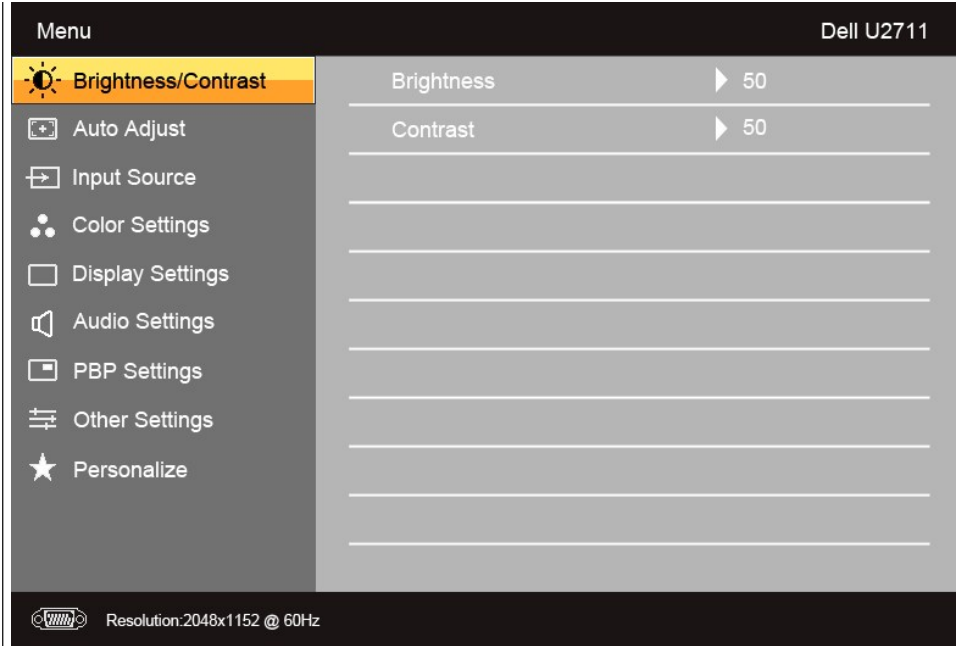 Menu Dell U2711
Brightness/Contrast Brightness 50
Auto Adjust Contrast 50
Input Source
Color Settings
Display Settings
Audio Settings
PBP Settings
Other Settings
Personalize
Resolution:2048x1152 @ 60Hz